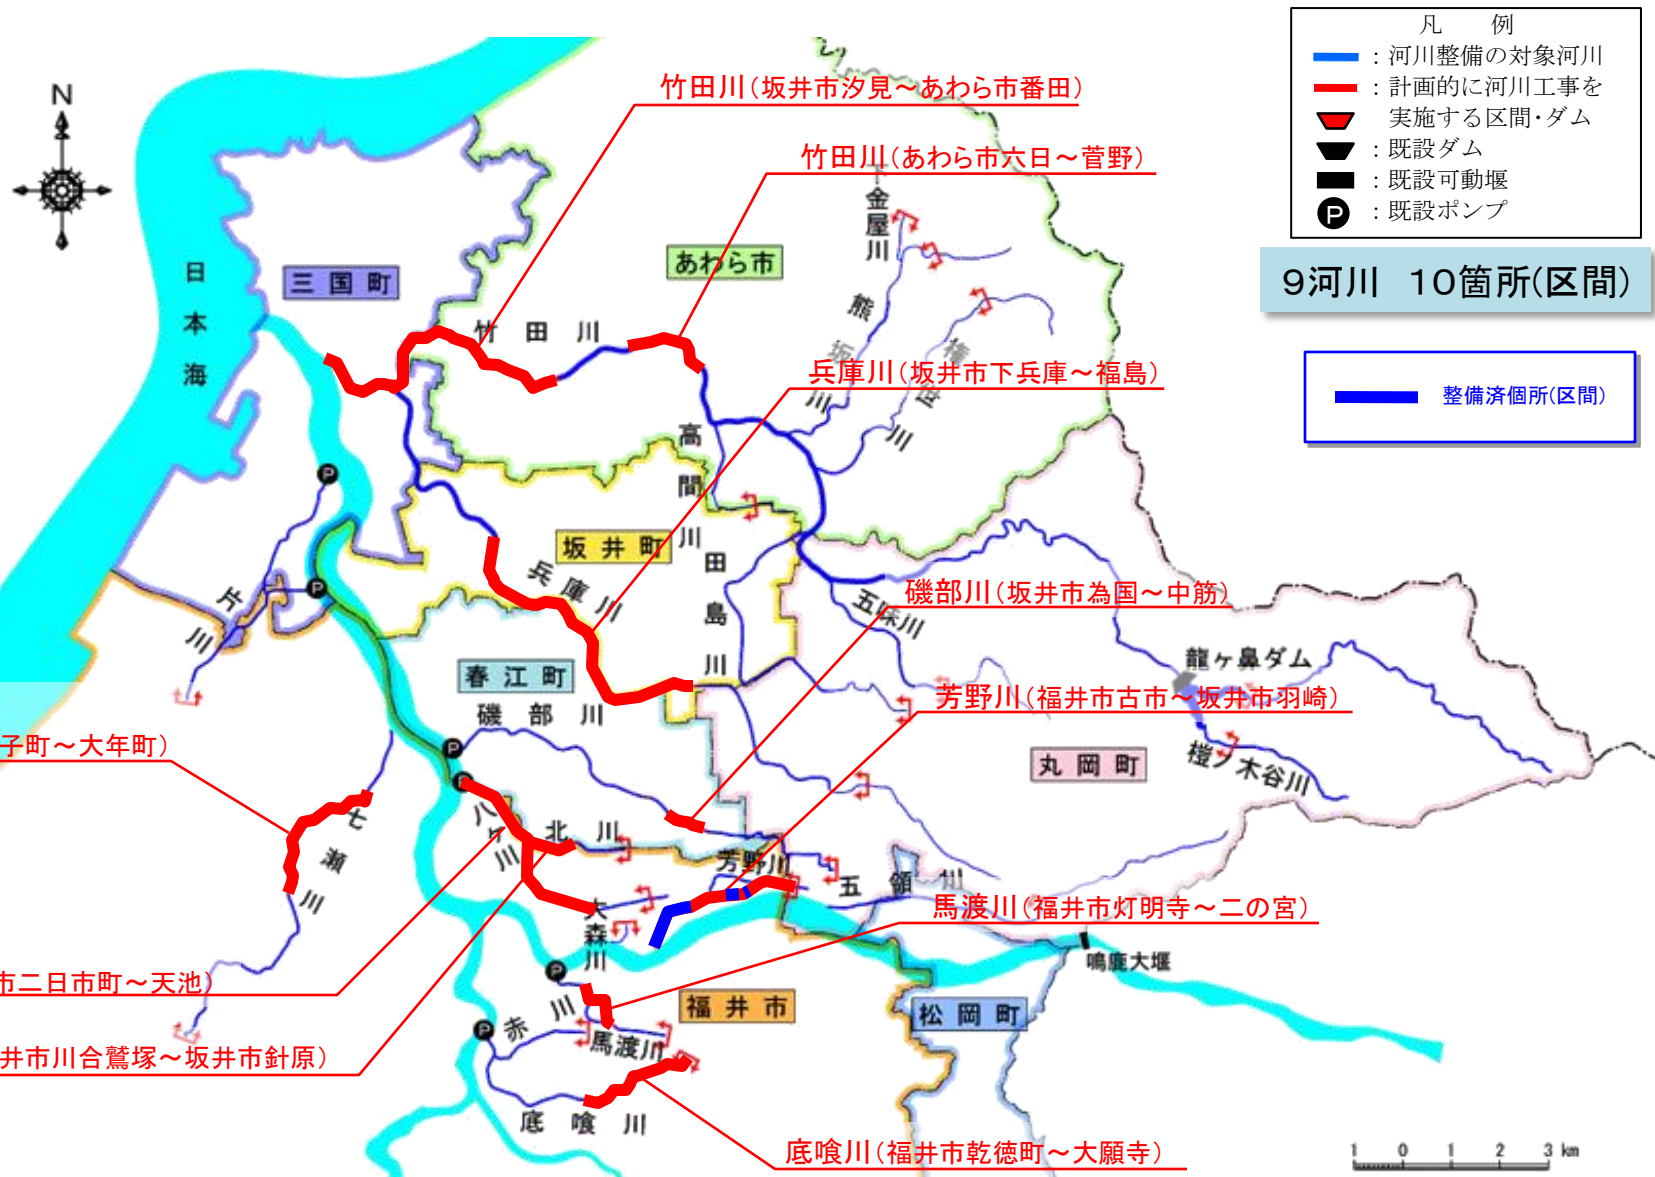 凡　例
：河川整備の対象河川
：計画的に河川工事を
実施する区間・ダム
：既設ダム
：既設可動堰
P
：既設ポンプ
9河川　10箇所(区間)
整備済個所(区間)
N
竹田川(坂井市汐見～あわら市番田)
竹田川(あわら市六日～菅野)
下金屋川
あわら市
三国町
日本海
竹田川
熊坂川
権世川
兵庫川(坂井市下兵庫～福島)
高間川
P
坂井町
田島川
兵庫川
磯部川(坂井市為国～中筋)
五味川
P
片川
龍ヶ鼻ダム
春江町
芳野川(福井市古市～坂井市羽崎)
磯部川
子町～大年町)
P
丸岡町
榿ノ木谷川
P
七瀬川
八ケ川
北川
芳野川
五領川
大森川
馬渡川(福井市灯明寺～二の宮)
鳴鹿大堰
市二日市町～天池)
P
福井市
松岡町
赤川
P
馬渡川
井市川合鷲塚～坂井市針原)
底喰川
底喰川(福井市乾徳町～大願寺)
1 0 1 2 3 km